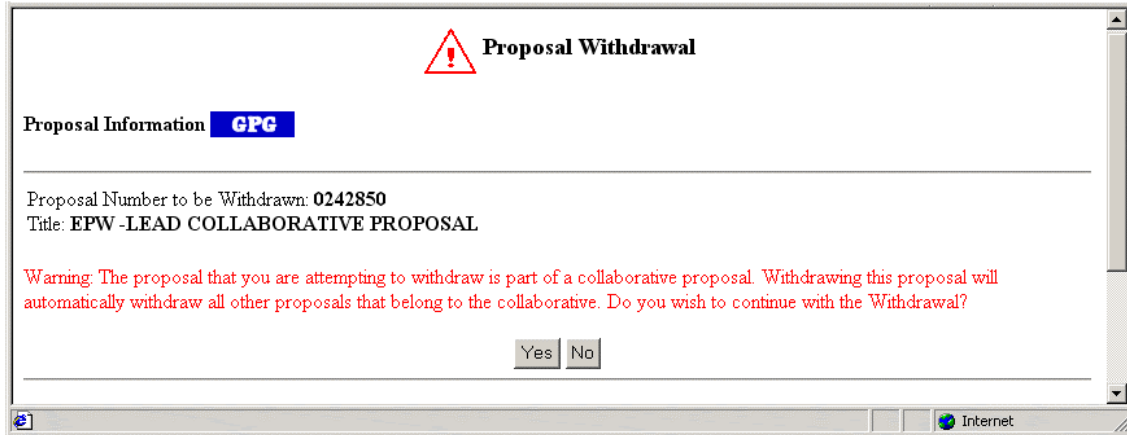 Proposal Withdrawal
Proposal Information GPG
Proposal Number to be Withdrawn: 0242850
Title: EPW -LEAD COLLABORATIVE PROPOSAL
Warning: The proposal that you are attempting to withdraw is part of a collaborative proposal. Withdrawing this proposal will
automatically withdraw all other proposals that belong to the collaborative. Do you wish to continue with the Withdrawal?
Yes No
Internet